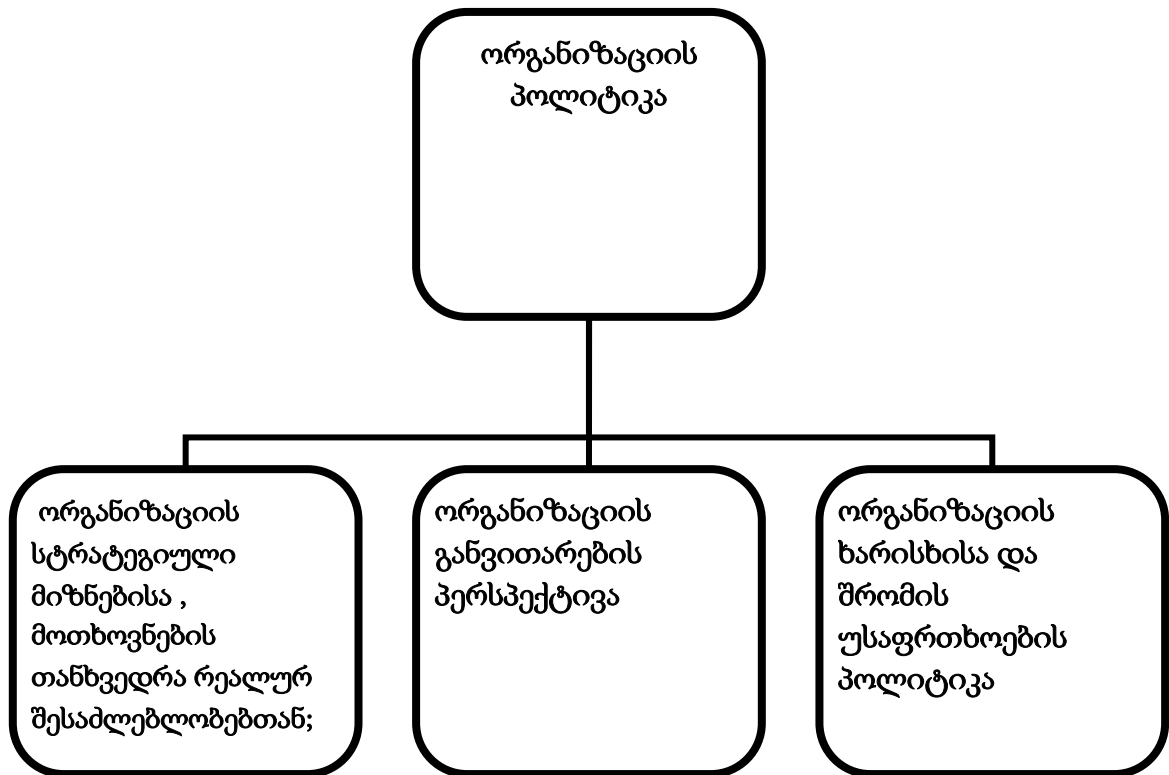 ორგანიზაციის
პოლიტიკა
ორგანიზაციის
სტრატეგიული
მიზნებისა ,
მოთხოვნების
თანხვედრა რეალურ
შესაძლებლობებთან;
ორგანიზაციის
განვითარების
პერსპექტივა
ორგანიზაციის
ხარისხისა და
შრომის
უსაფრთხოების
პოლიტიკა